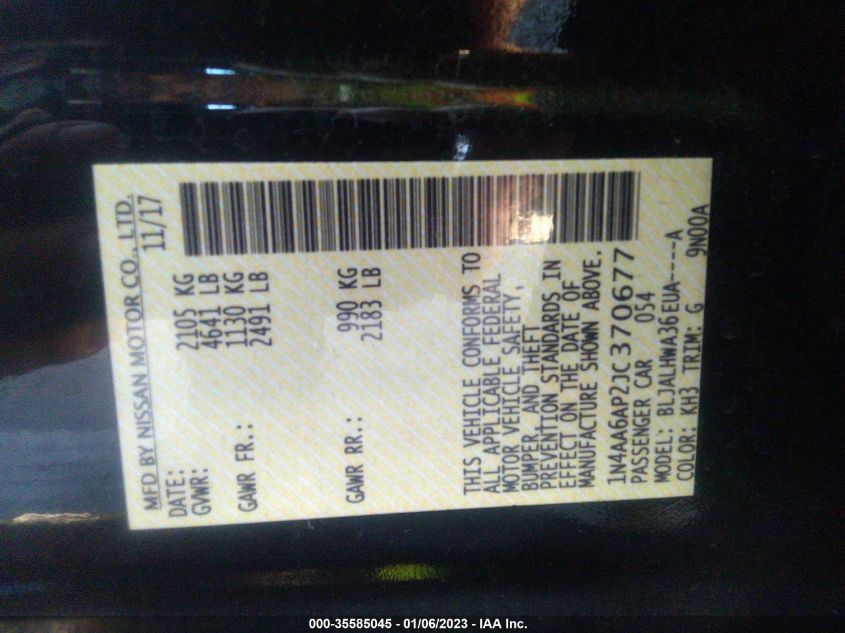 MFD BY NISSAN MOTOR CO., LTD.
DATE: 11/17
GVWR: 2105 KG
4641 LB
GAWR FR.: 1130 KG
2491 LB
GAWR RR.: 990 KG
2183 LB
THIS VEHICLE CONFORMS TO
ALL APPLICABLE FEDERAL
MOTOR VEHICLE SAFETY,
BUMPER, AND THEFT
PREVENTION STANDARDS IN
EFFECT ON THE DATE OF
MANUFACTURE SHOWN ABOVE.
1N4AA6AP2JC370677
PASSENGER CAR 054
MODEL: BLJALHWA36EUA-----A
COLOR: KH3 TRIM: G 9N00A
000-35585045 - 01/06/2023 - IAA Inc.